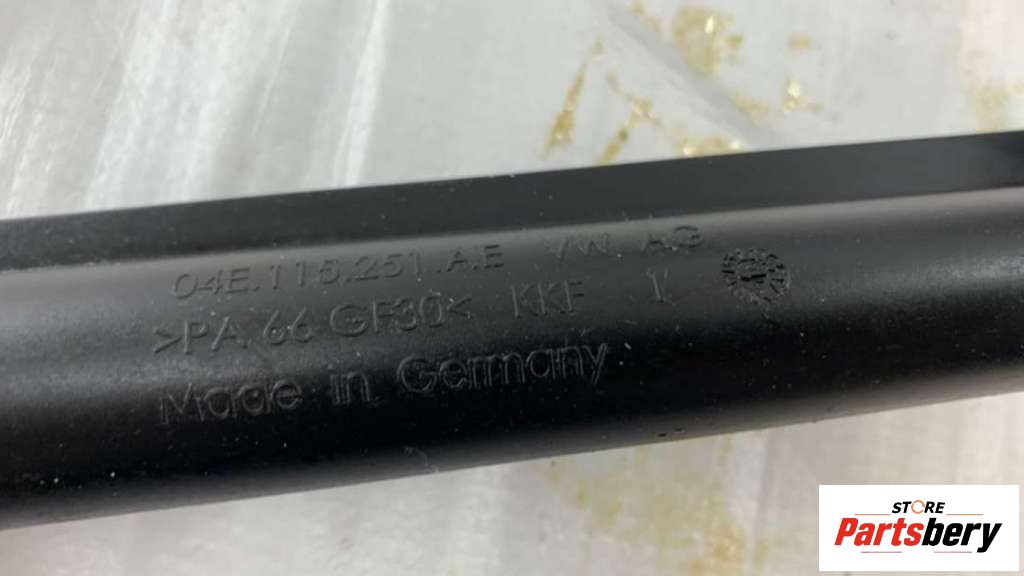 04E.115.251.A.E VW AG
>PA.66 GF30< KKF 1
Made in Germany
STORE
Partsbery